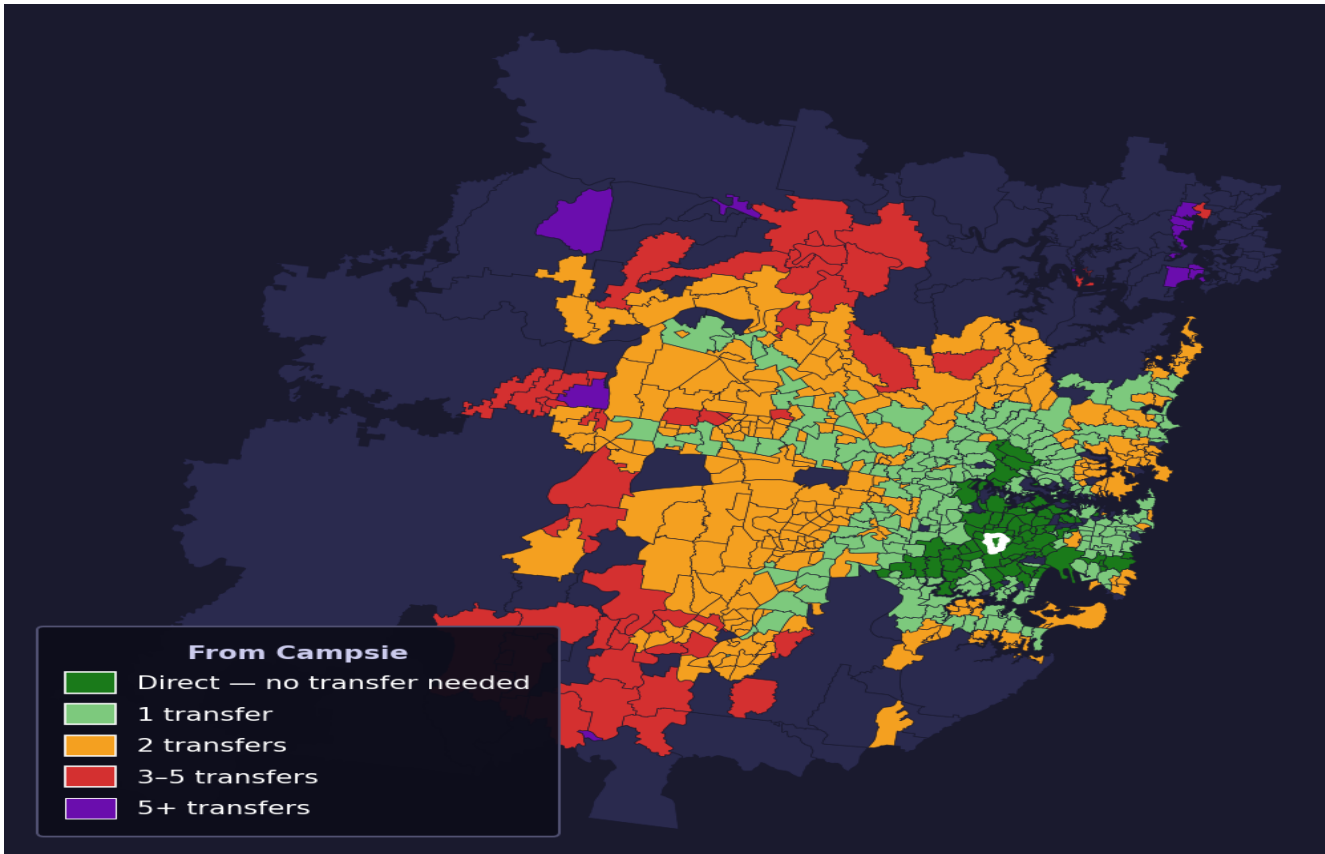 From Campsie
Direct — no transfer needed
1 transfer
2 transfers
3–5 transfers
5+ transfers